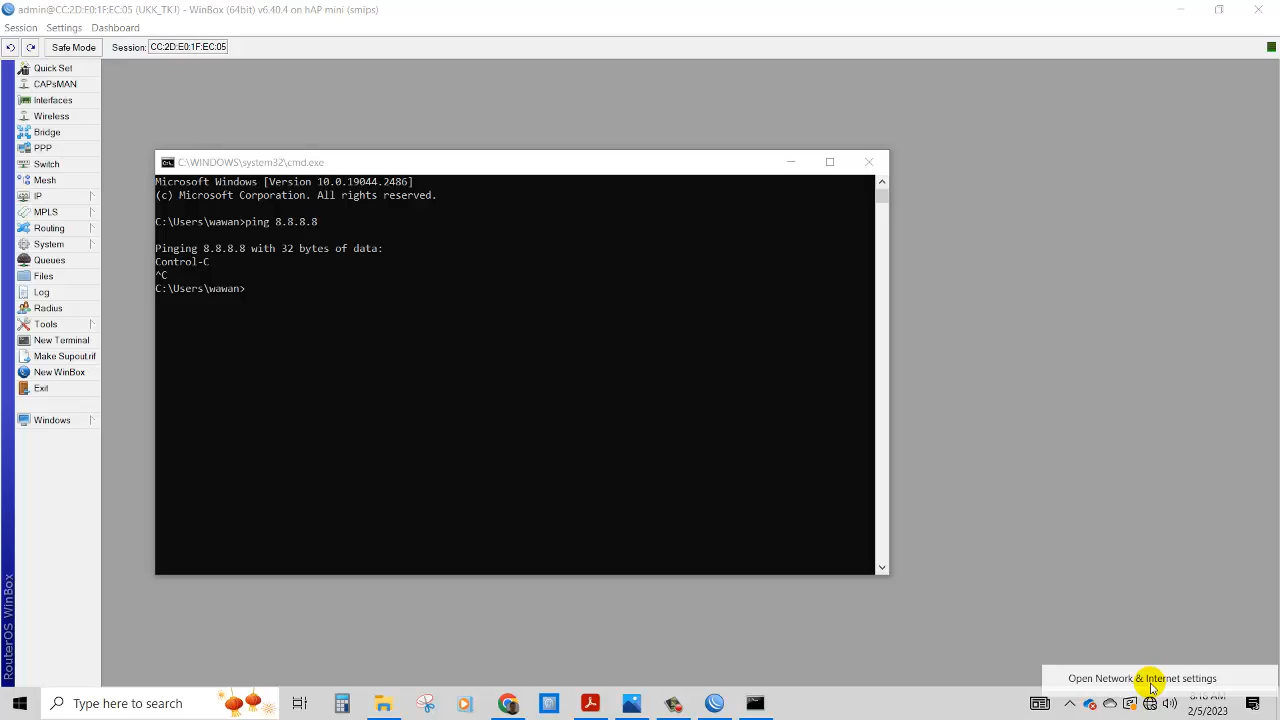 admin@CC:2D:E0:1F:EC:05 (UKK_TKJ) - WinBox (64bit) v6.40.4 on hAP mini (smips)
Session Settings Dashboard
Safe Mode Session: CC:2D:E0:1F:EC:05
Quick Set
CAPsMAN
Interfaces
Wireless
Bridge
PPP
Switch
Mesh
IP
MPLS
Routing
System
Queues
Files
Log
Radius
Tools
New Terminal
Make Supout.rif
New WinBox
Exit
Windows
RouterOS WinBox
C:\WINDOWS\system32\cmd.exe
Microsoft Windows [Version 10.0.19044.2486]
(c) Microsoft Corporation. All rights reserved.
C:\Users\wawan>ping 8.8.8.8
Pinging 8.8.8.8 with 32 bytes of data:
Control-C
^C
C:\Users\wawan>
Open Network & Internet settings
Type here to search
2/5/2023